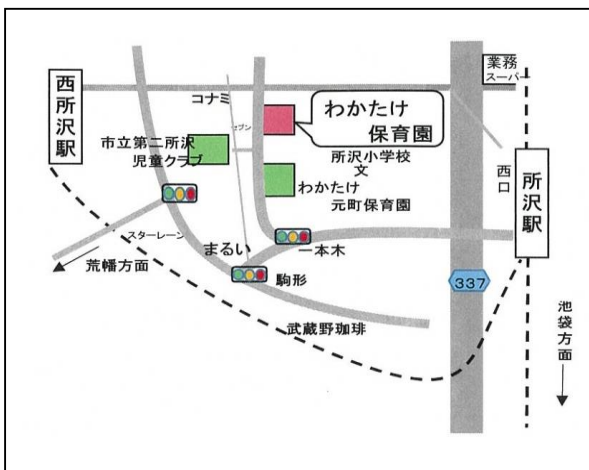 業務
スーパー
西所沢駅
コナミ
セブン
わかたけ
保育園
市立第二所沢
児童クラブ
所沢小学校
文
わかたけ
元町保育園
西口
所沢駅
スターレーン
まるい
一本木
荒幡方面
駒形
337
武蔵野珈琲
池袋方面